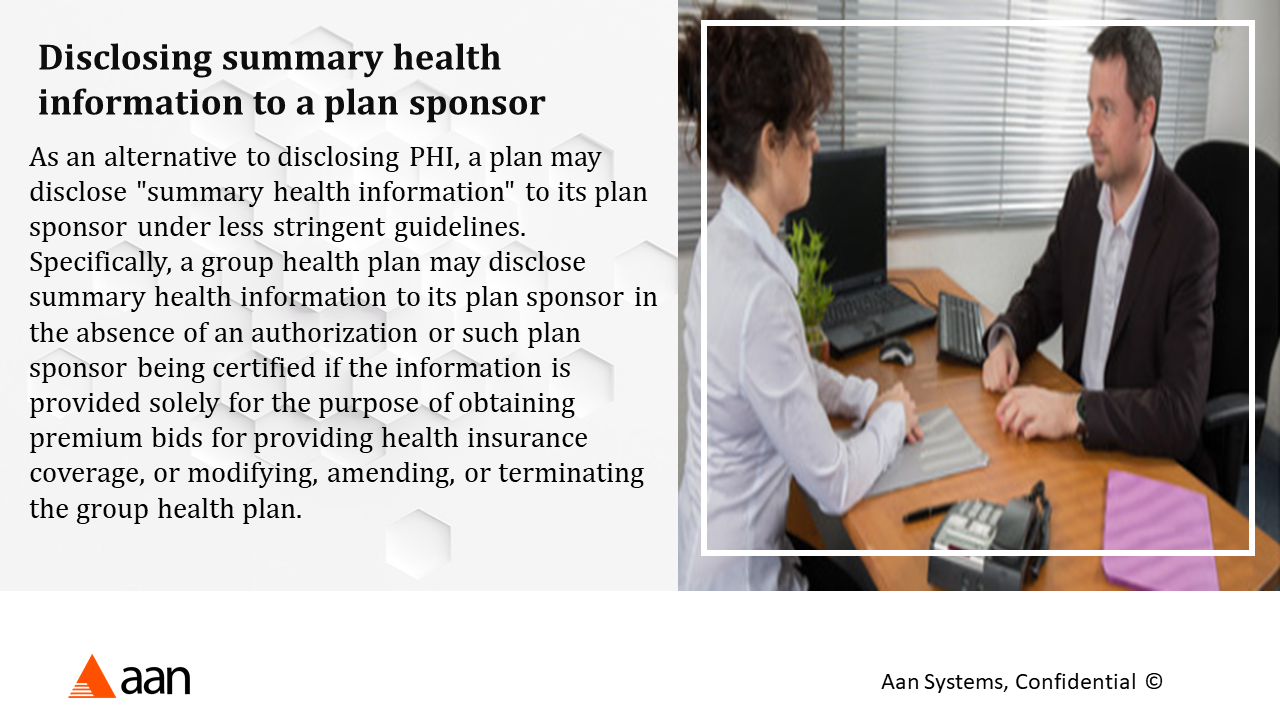 Disclosing summary health
information to a plan sponsor
As an alternative to disclosing PHI, a plan may
disclose "summary health information" to its plan
sponsor under less stringent guidelines.
Specifically, a group health plan may disclose
summary health information to its plan sponsor in
the absence of an authorization or such plan
sponsor being certified if the information is
provided solely for the purpose of obtaining
premium bids for providing health insurance
coverage, or modifying, amending, or terminating
the group health plan.
aan
Aan Systems, Confidential ©